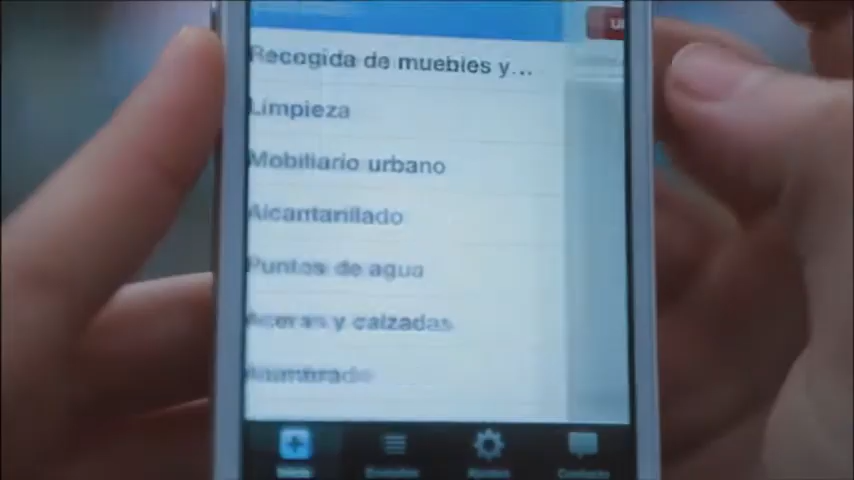 Recogida de muebles y...
Limpieza
Mobiliario urbano
Alcantarillado
Puntos de agua
Aceras y calzadas
Alumbrado